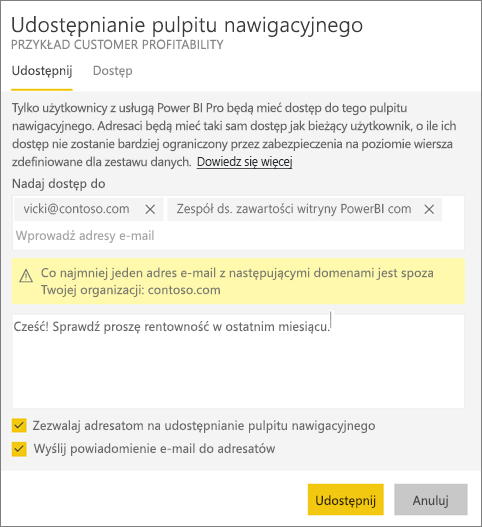 Udostępnianie pulpitu nawigacyjnego
PRZYKŁAD CUSTOMER PROFITABILITY
Udostępnij Dostęp
Tylko użytkownicy z usługą Power BI Pro będą mieć dostęp do tego pulpitu
nawigacyjnego. Adresaci będą mieć taki sam dostęp jak bieżący użytkownik, o ile ich
dostęp nie zostanie bardziej ograniczony przez zabezpieczenia na poziomie wiersza
zdefiniowane dla zestawu danych. Dowiedz się więcej
Nadaj dostęp do
vicki@contoso.com Zespół ds. zawartości witryny PowerBI com
Wprowadź adresy e-mail
Co najmniej jeden adres e-mail z następującymi domenami jest spoza
Twojej organizacji: contoso.com
Cześć! Sprawdź proszę rentowność w ostatnim miesiącu.
Zezwalaj adresatom na udostępnianie pulpitu nawigacyjnego
Wyślij powiadomienie e-mail do adresatów
Udostępnij Anuluj